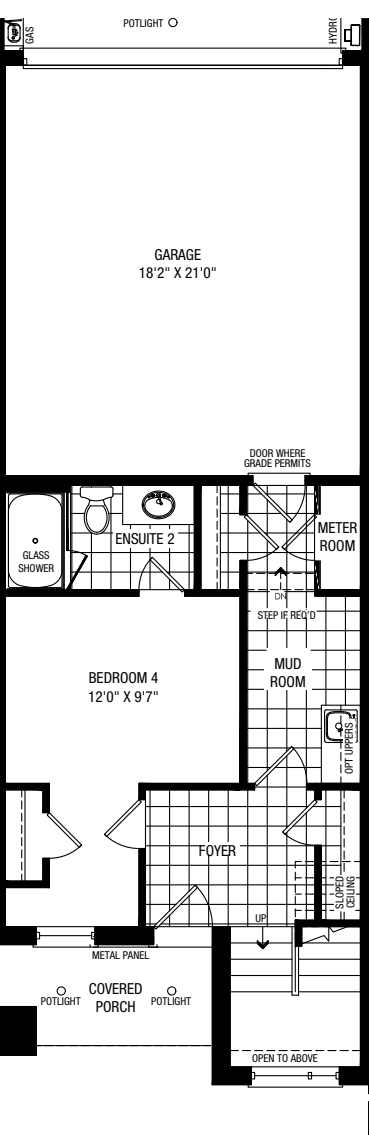 POTLIGHT
GAS
HYDR(
GARAGE
18'2" X 21'0"
DOOR WHERE
GRADE PERMITS
METER
ROOM
ENSUITE 2
GLASS
SHOWER
DN
STEP IF REQ'D
MUD
ROOM
BEDROOM 4
12'0" X 9'7"
OPT UPPERS
FOYER
SLOPED
CEILING
UP
METAL PANEL
COVERED
PORCH
POTLIGHT
POTLIGHT
OPEN TO ABOVE